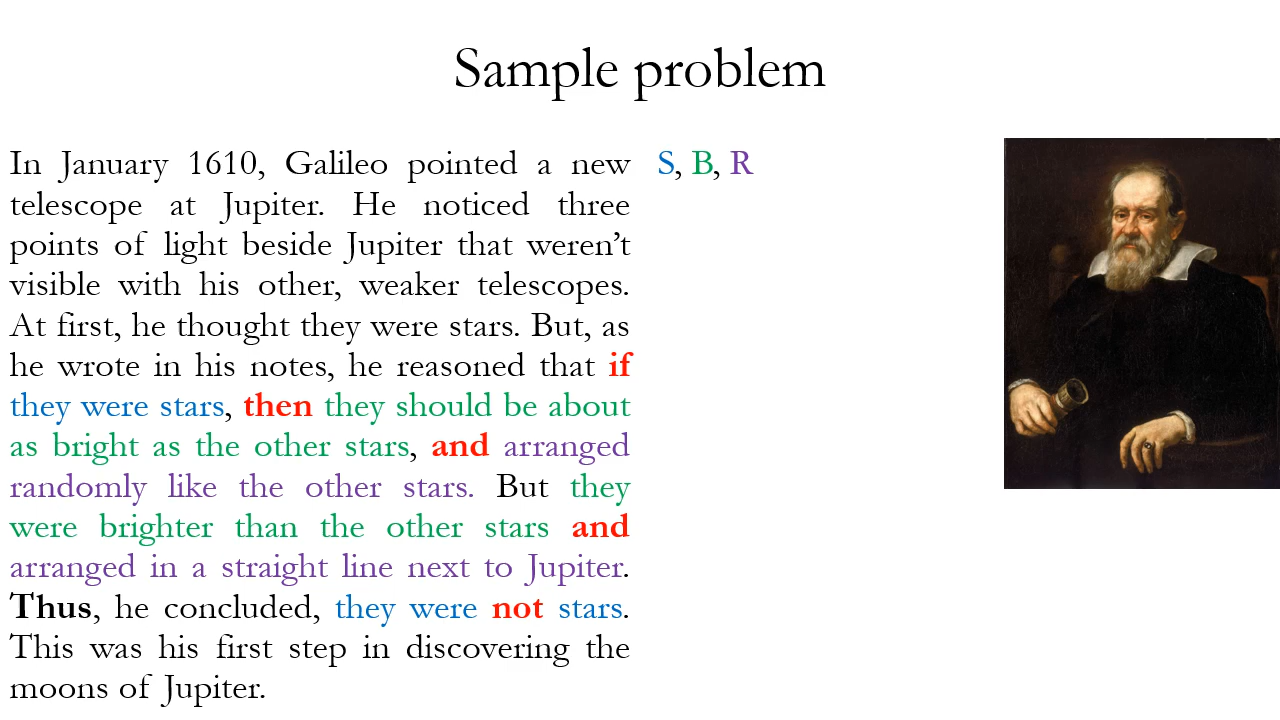 Sample problem
In January 1610, Galileo pointed a new
telescope at Jupiter. He noticed three
points of light beside Jupiter that weren’t
visible with his other, weaker telescopes.
At first, he thought they were stars. But, as
he wrote in his notes, he reasoned that if
they were stars, then they should be about
as bright as the other stars, and arranged
randomly like the other stars. But they
were brighter than the other stars and
arranged in a straight line next to Jupiter.
Thus, he concluded, they were not stars.
This was his first step in discovering the
moons of Jupiter.
S, B, R